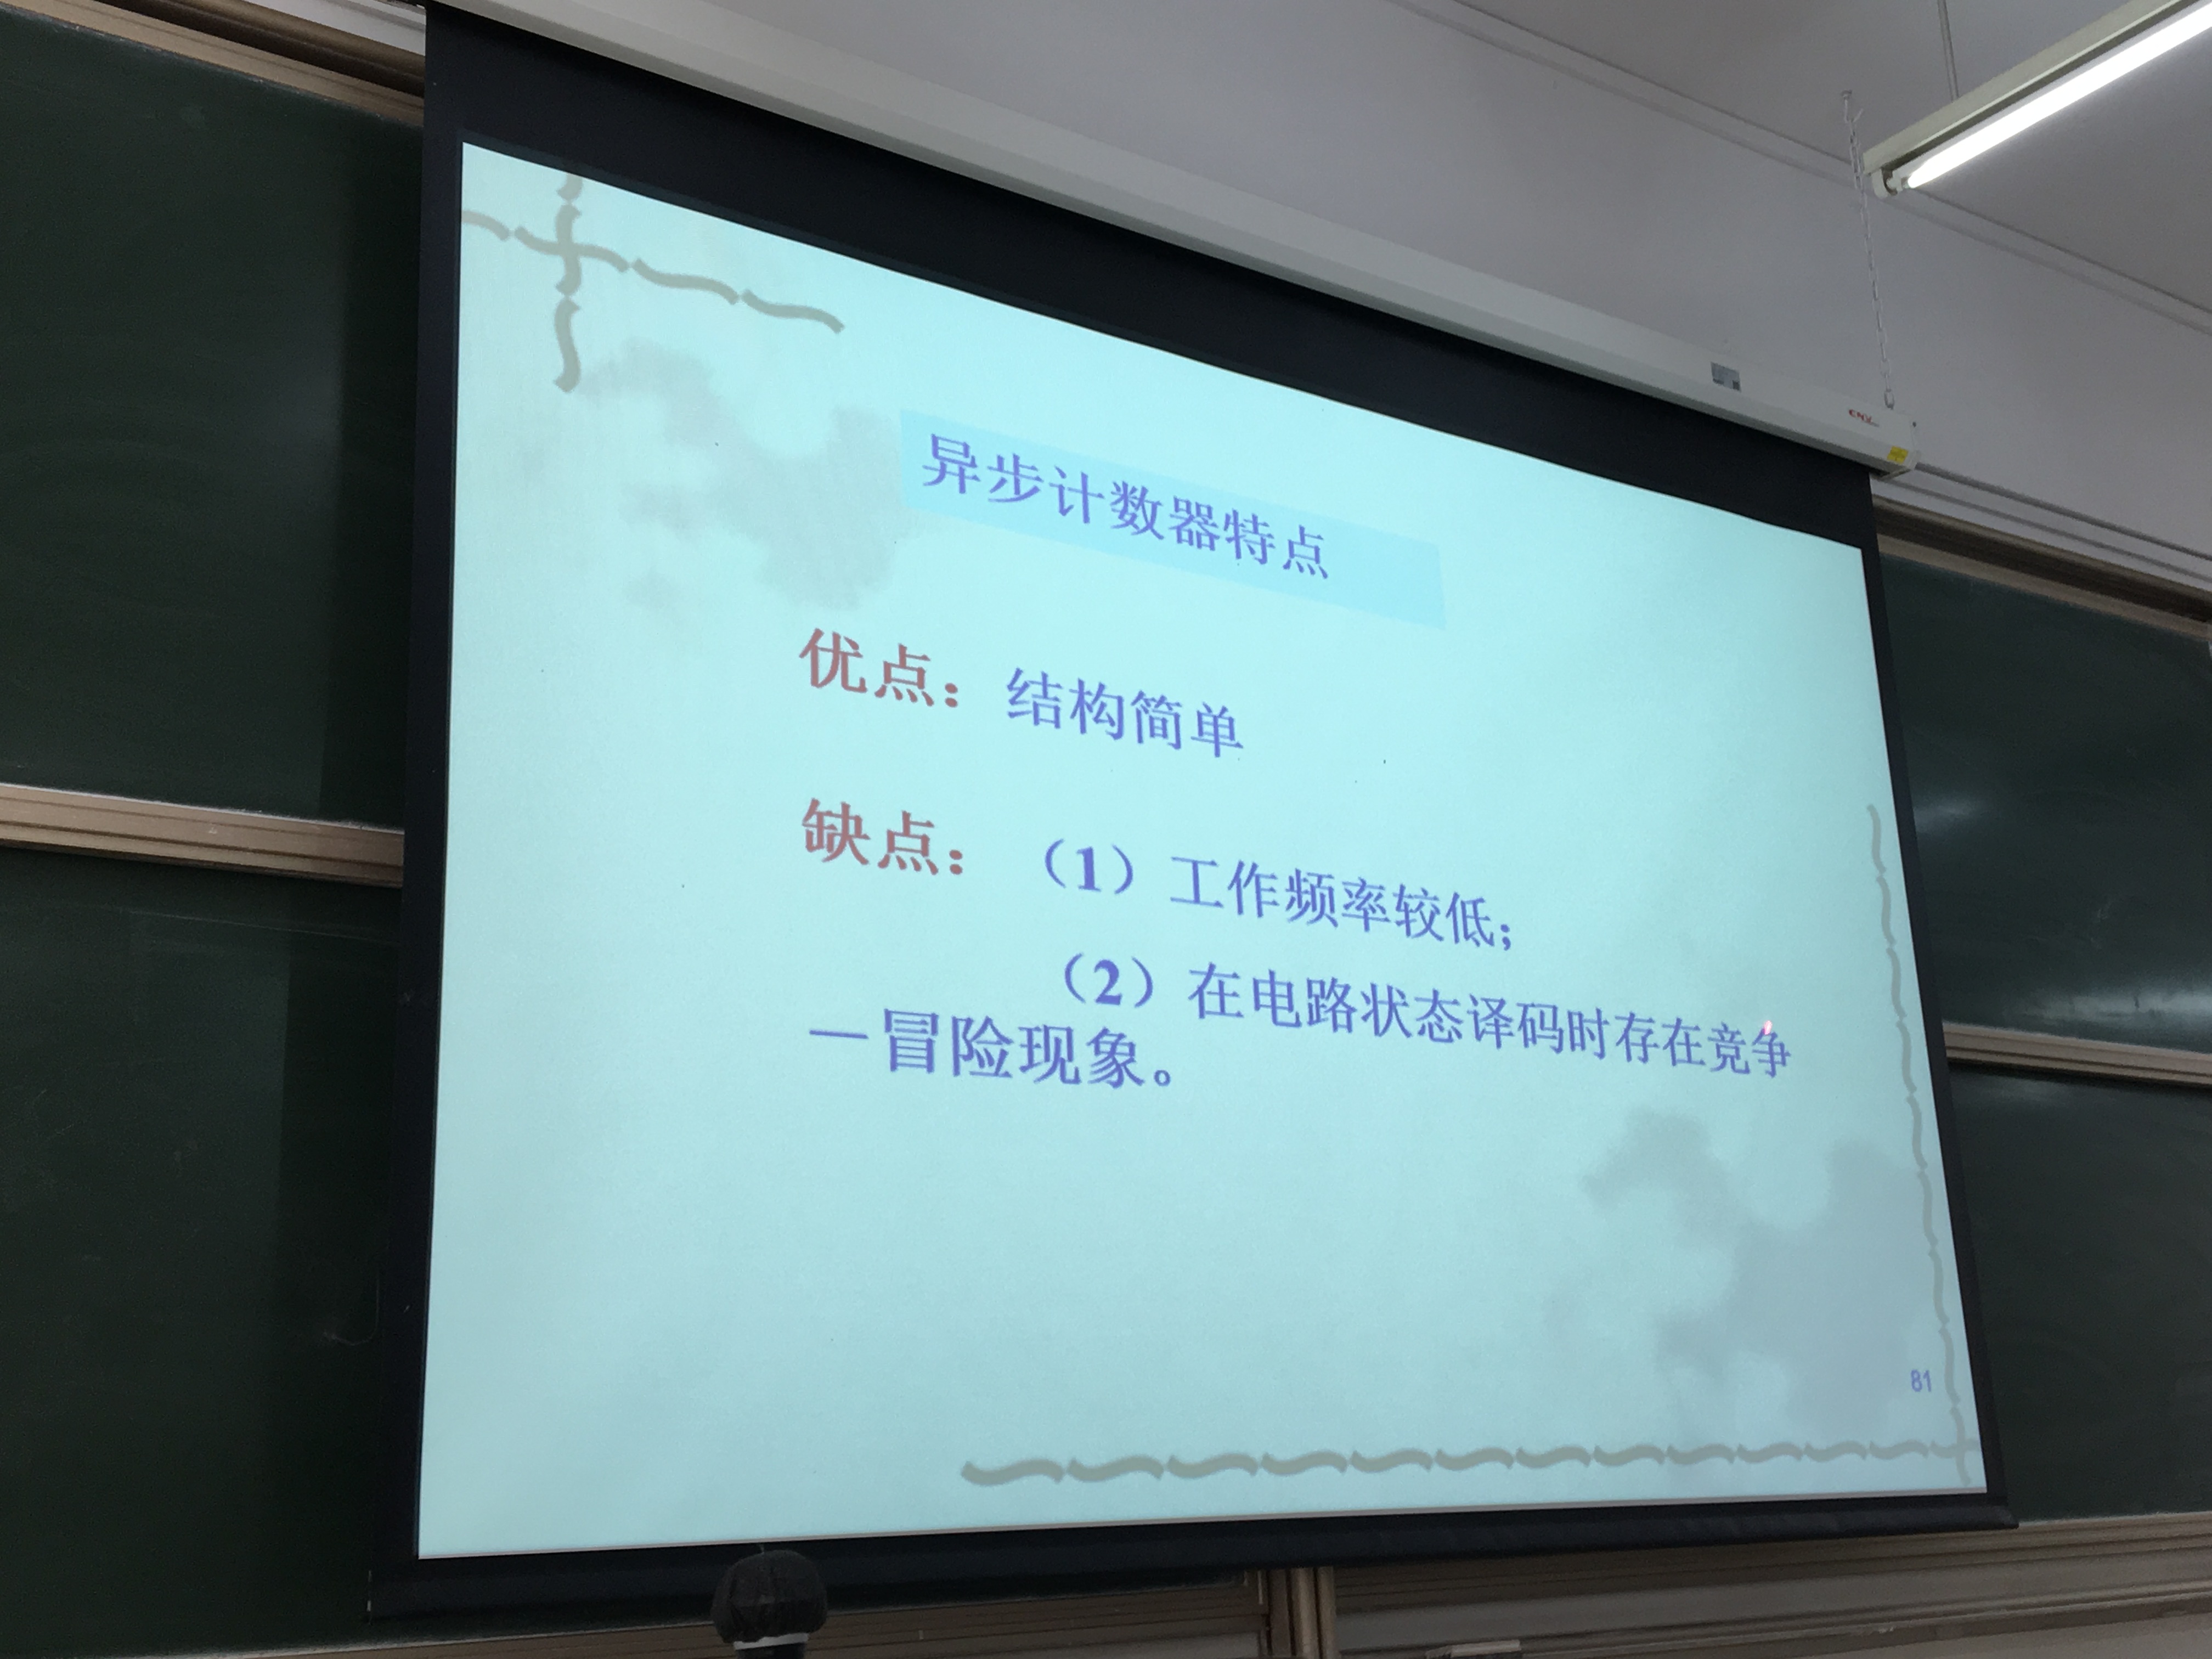 异步计数器特点
优点：结构简单
缺点：（1）工作频率较低；
（2）在电路状态译码时存在竞争
－冒险现象。
81